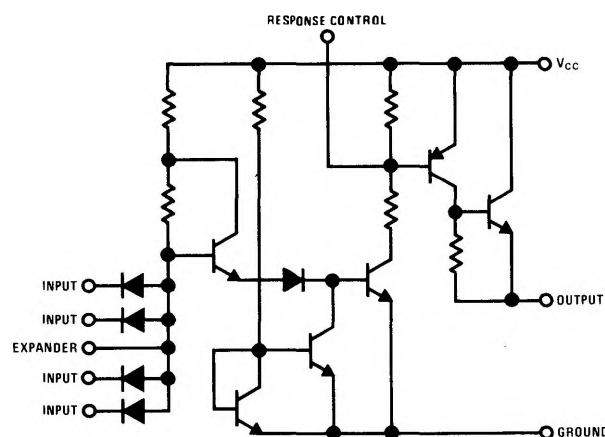 RESPONSE CONTROL
VCC
INPUT
INPUT
EXPANDER
INPUT
INPUT
OUTPUT
GROUND